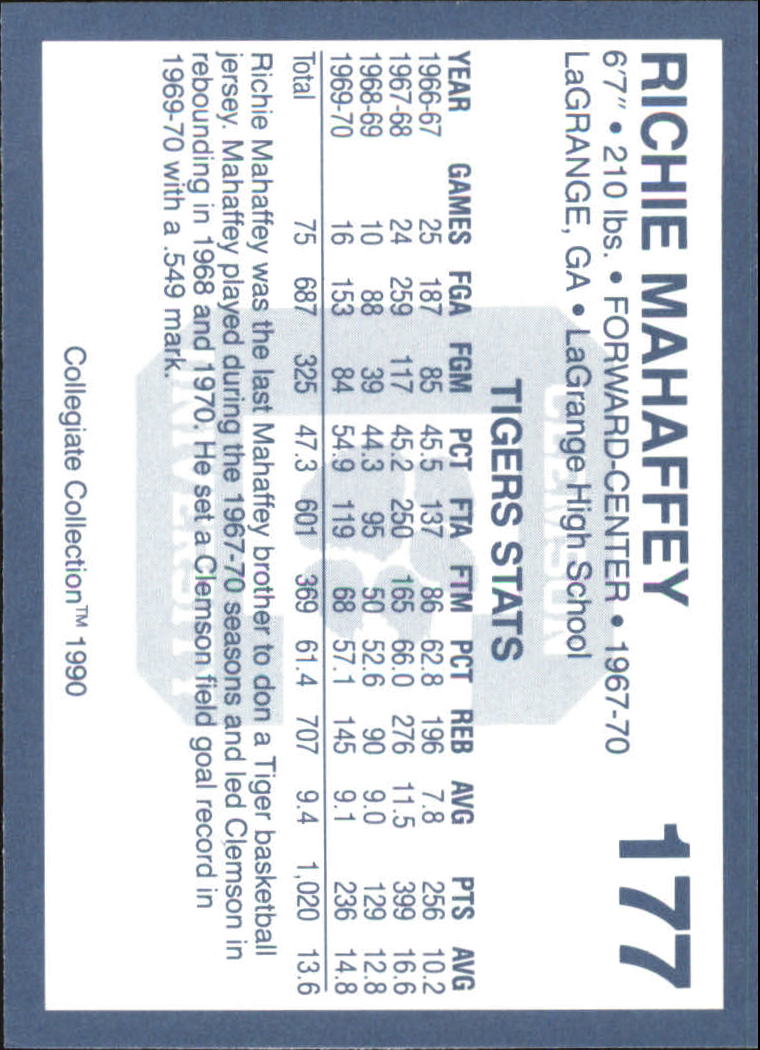 RICHIE MAHAFFEY 177
6'7" • 210 lbs. • FORWARD-CENTER • 1967-70
LaGRANGE, GA • LaGrange High School
TIGERS STATS
YEAR GAMES FGA FGM PCT FTA FTM PCT REB AVG PTS AVG
1966-67 25 187 85 45.5 137 86 62.8 196 7.8 256 10.2
1967-68 24 259 117 45.2 250 165 66.0 276 11.5 399 16.6
1968-69 10 88 39 44.3 95 50 52.6 90 9.0 129 12.8
1969-70 16 153 84 54.9 119 68 57.1 145 9.1 236 14.8
Total 75 687 325 47.3 601 369 61.4 707 9.4 1,020 13.6
Richie Mahaffey was the last Mahaffey brother to don a Tiger basketball
jersey. Mahaffey played during the 1967-70 seasons and led Clemson in
rebounding in 1968 and 1970. He set a Clemson field goal record in
1969-70 with a .549 mark.
Collegiate Collection™ 1990
CLEMSON
UNIVERSITY